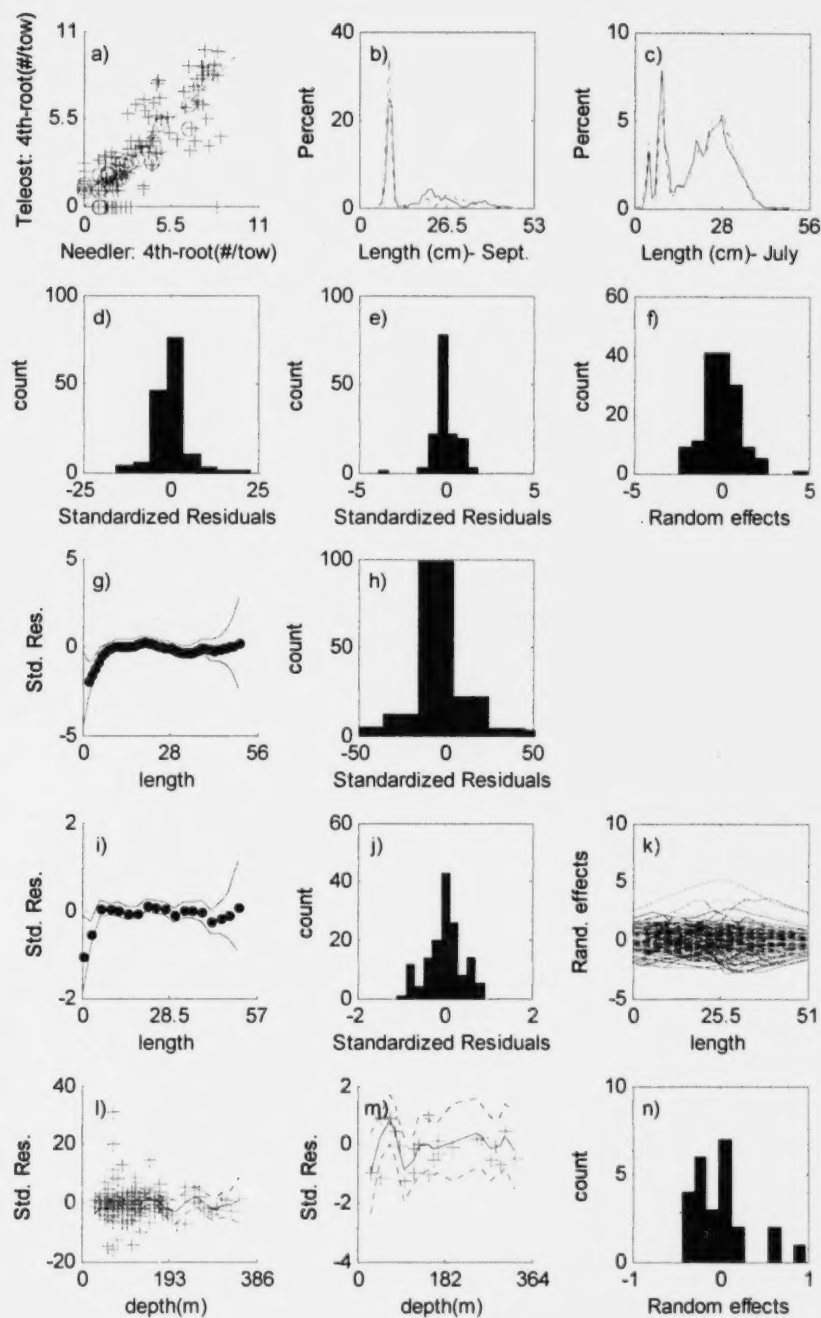 a)
11
5.5
0
Teleost: 4th-root(#/tow)
0
5.5
11
Needler: 4th-root(#/tow)
b)
40
20
0
Percent
0
26.5
53
Length (cm)- Sept.
c)
10
5
0
Percent
0
28
56
Length (cm)- July
d)
100
50
0
count
-25
0
25
Standardized Residuals
e)
100
50
0
count
-5
0
5
Standardized Residuals
f)
60
40
20
0
count
-5
0
5
Random effects
g)
5
0
-5
Std. Res.
0
28
56
length
h)
100
50
0
count
-50
0
50
Standardized Residuals
i)
2
0
-2
Std. Res.
0
28.5
57
length
j)
60
40
20
0
count
-2
0
2
Standardized Residuals
k)
10
5
0
-5
Rand. effects
0
25.5
51
length
l)
40
20
0
-20
Std. Res.
0
193
386
depth(m)
m)
2
0
-2
-4
Std. Res.
0
182
364
depth(m)
n)
10
5
0
count
-1
0
1
Random effects